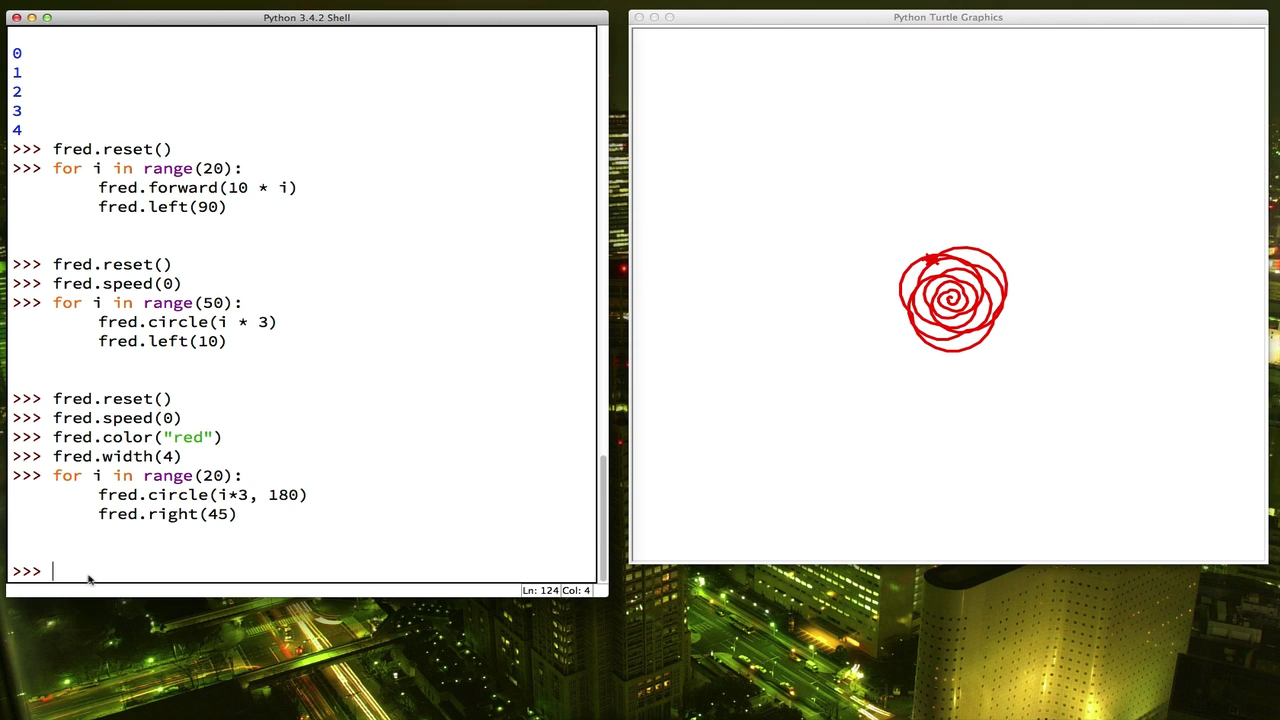 Python 3.4.2 Shell
0
1
2
3
4
>>> fred.reset()
>>> for i in range(20):
        fred.forward(10 * i)
        fred.left(90)
>>> fred.reset()
>>> fred.speed(0)
>>> for i in range(50):
        fred.circle(i * 3)
        fred.left(10)
>>> fred.reset()
>>> fred.speed(0)
>>> fred.color("red")
>>> fred.width(4)
>>> for i in range(20):
        fred.circle(i*3, 180)
        fred.right(45)
>>>
Ln: 124 Col: 4
Python Turtle Graphics